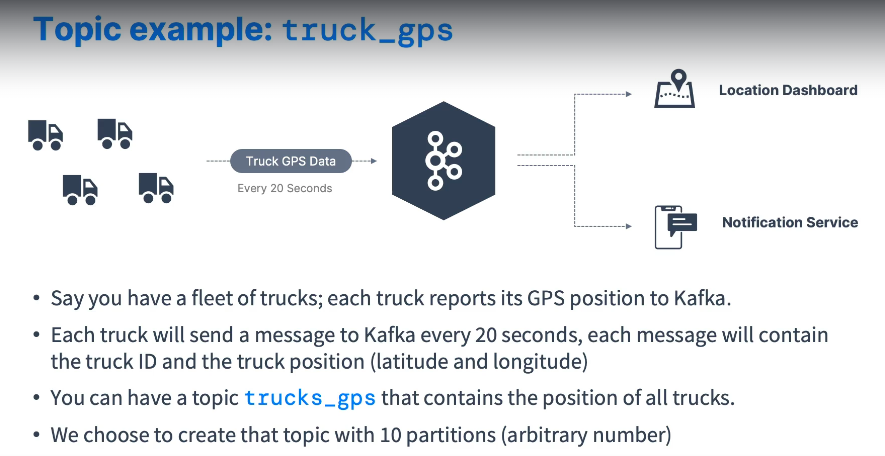 Topic example: truck_gps
Location Dashboard
Truck GPS Data
Every 20 Seconds
Notification Service
• Say you have a fleet of trucks; each truck reports its GPS position to Kafka.
• Each truck will send a message to Kafka every 20 seconds, each message will contain
the truck ID and the truck position (latitude and longitude)
• You can have a topic trucks_gps that contains the position of all trucks.
• We choose to create that topic with 10 partitions (arbitrary number)